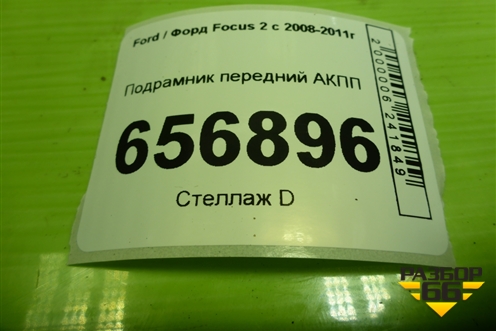 Ford / Форд Focus 2 с 2008-2011г
Подрамник передний АКПП
656896
Стеллаж D
2000006241849
РАЗБОР
66